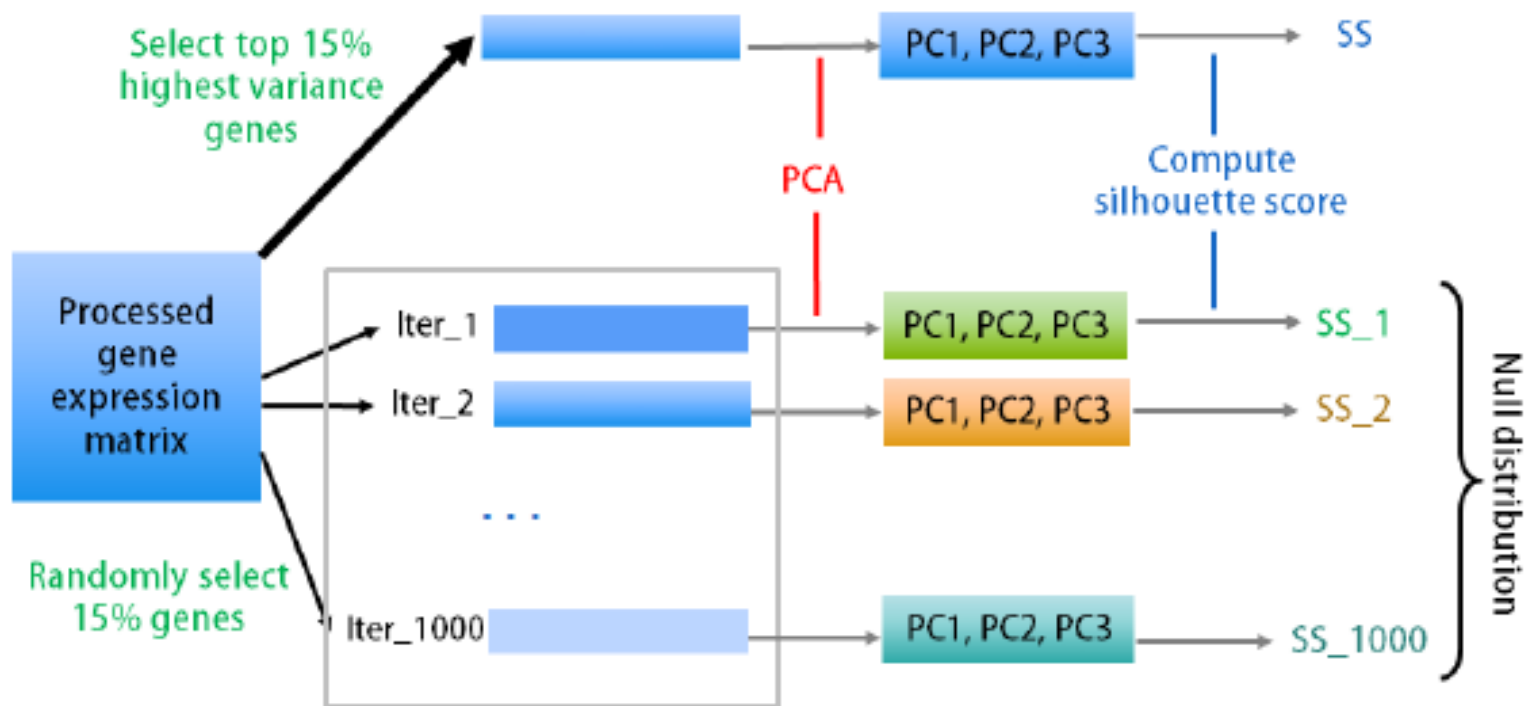 Select top 15%
highest variance
genes
PC1, PC2, PC3
SS
PCA
Compute
silhouette score
Processed
gene
expression
matrix
Iter_1
PC1, PC2, PC3
SS_1
Iter_2
PC1, PC2, PC3
SS_2
. . .
Randomly select
15% genes
Iter_1000
PC1, PC2, PC3
SS_1000
Null distribution